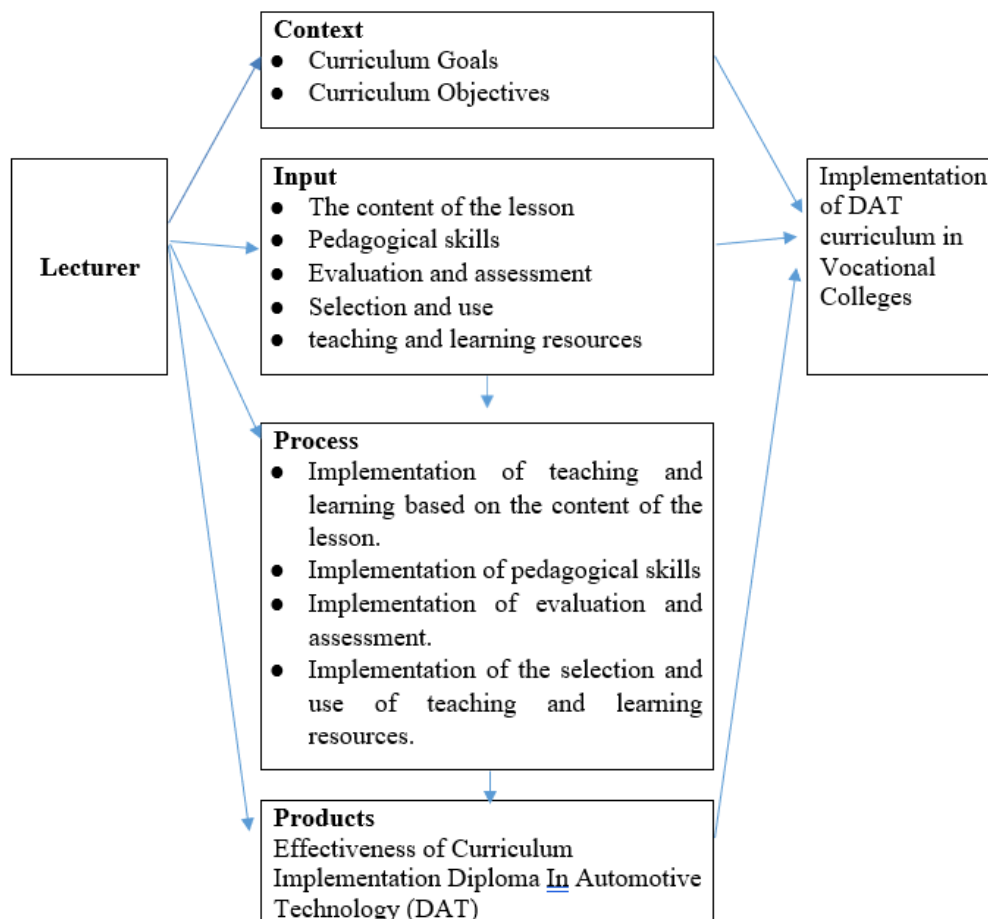 Context
● Curriculum Goals
● Curriculum Objectives
Lecturer
Input
● The content of the lesson
● Pedagogical skills
● Evaluation and assessment
● Selection and use
● teaching and learning resources
Process
● Implementation of teaching and
learning based on the content of the
lesson.
● Implementation of pedagogical skills
● Implementation of evaluation and
assessment.
● Implementation of the selection and
use of teaching and learning
resources.
Products
Effectiveness of Curriculum
Implementation Diploma In Automotive
Technology (DAT)
Implementation
of DAT
curriculum in
Vocational
Colleges